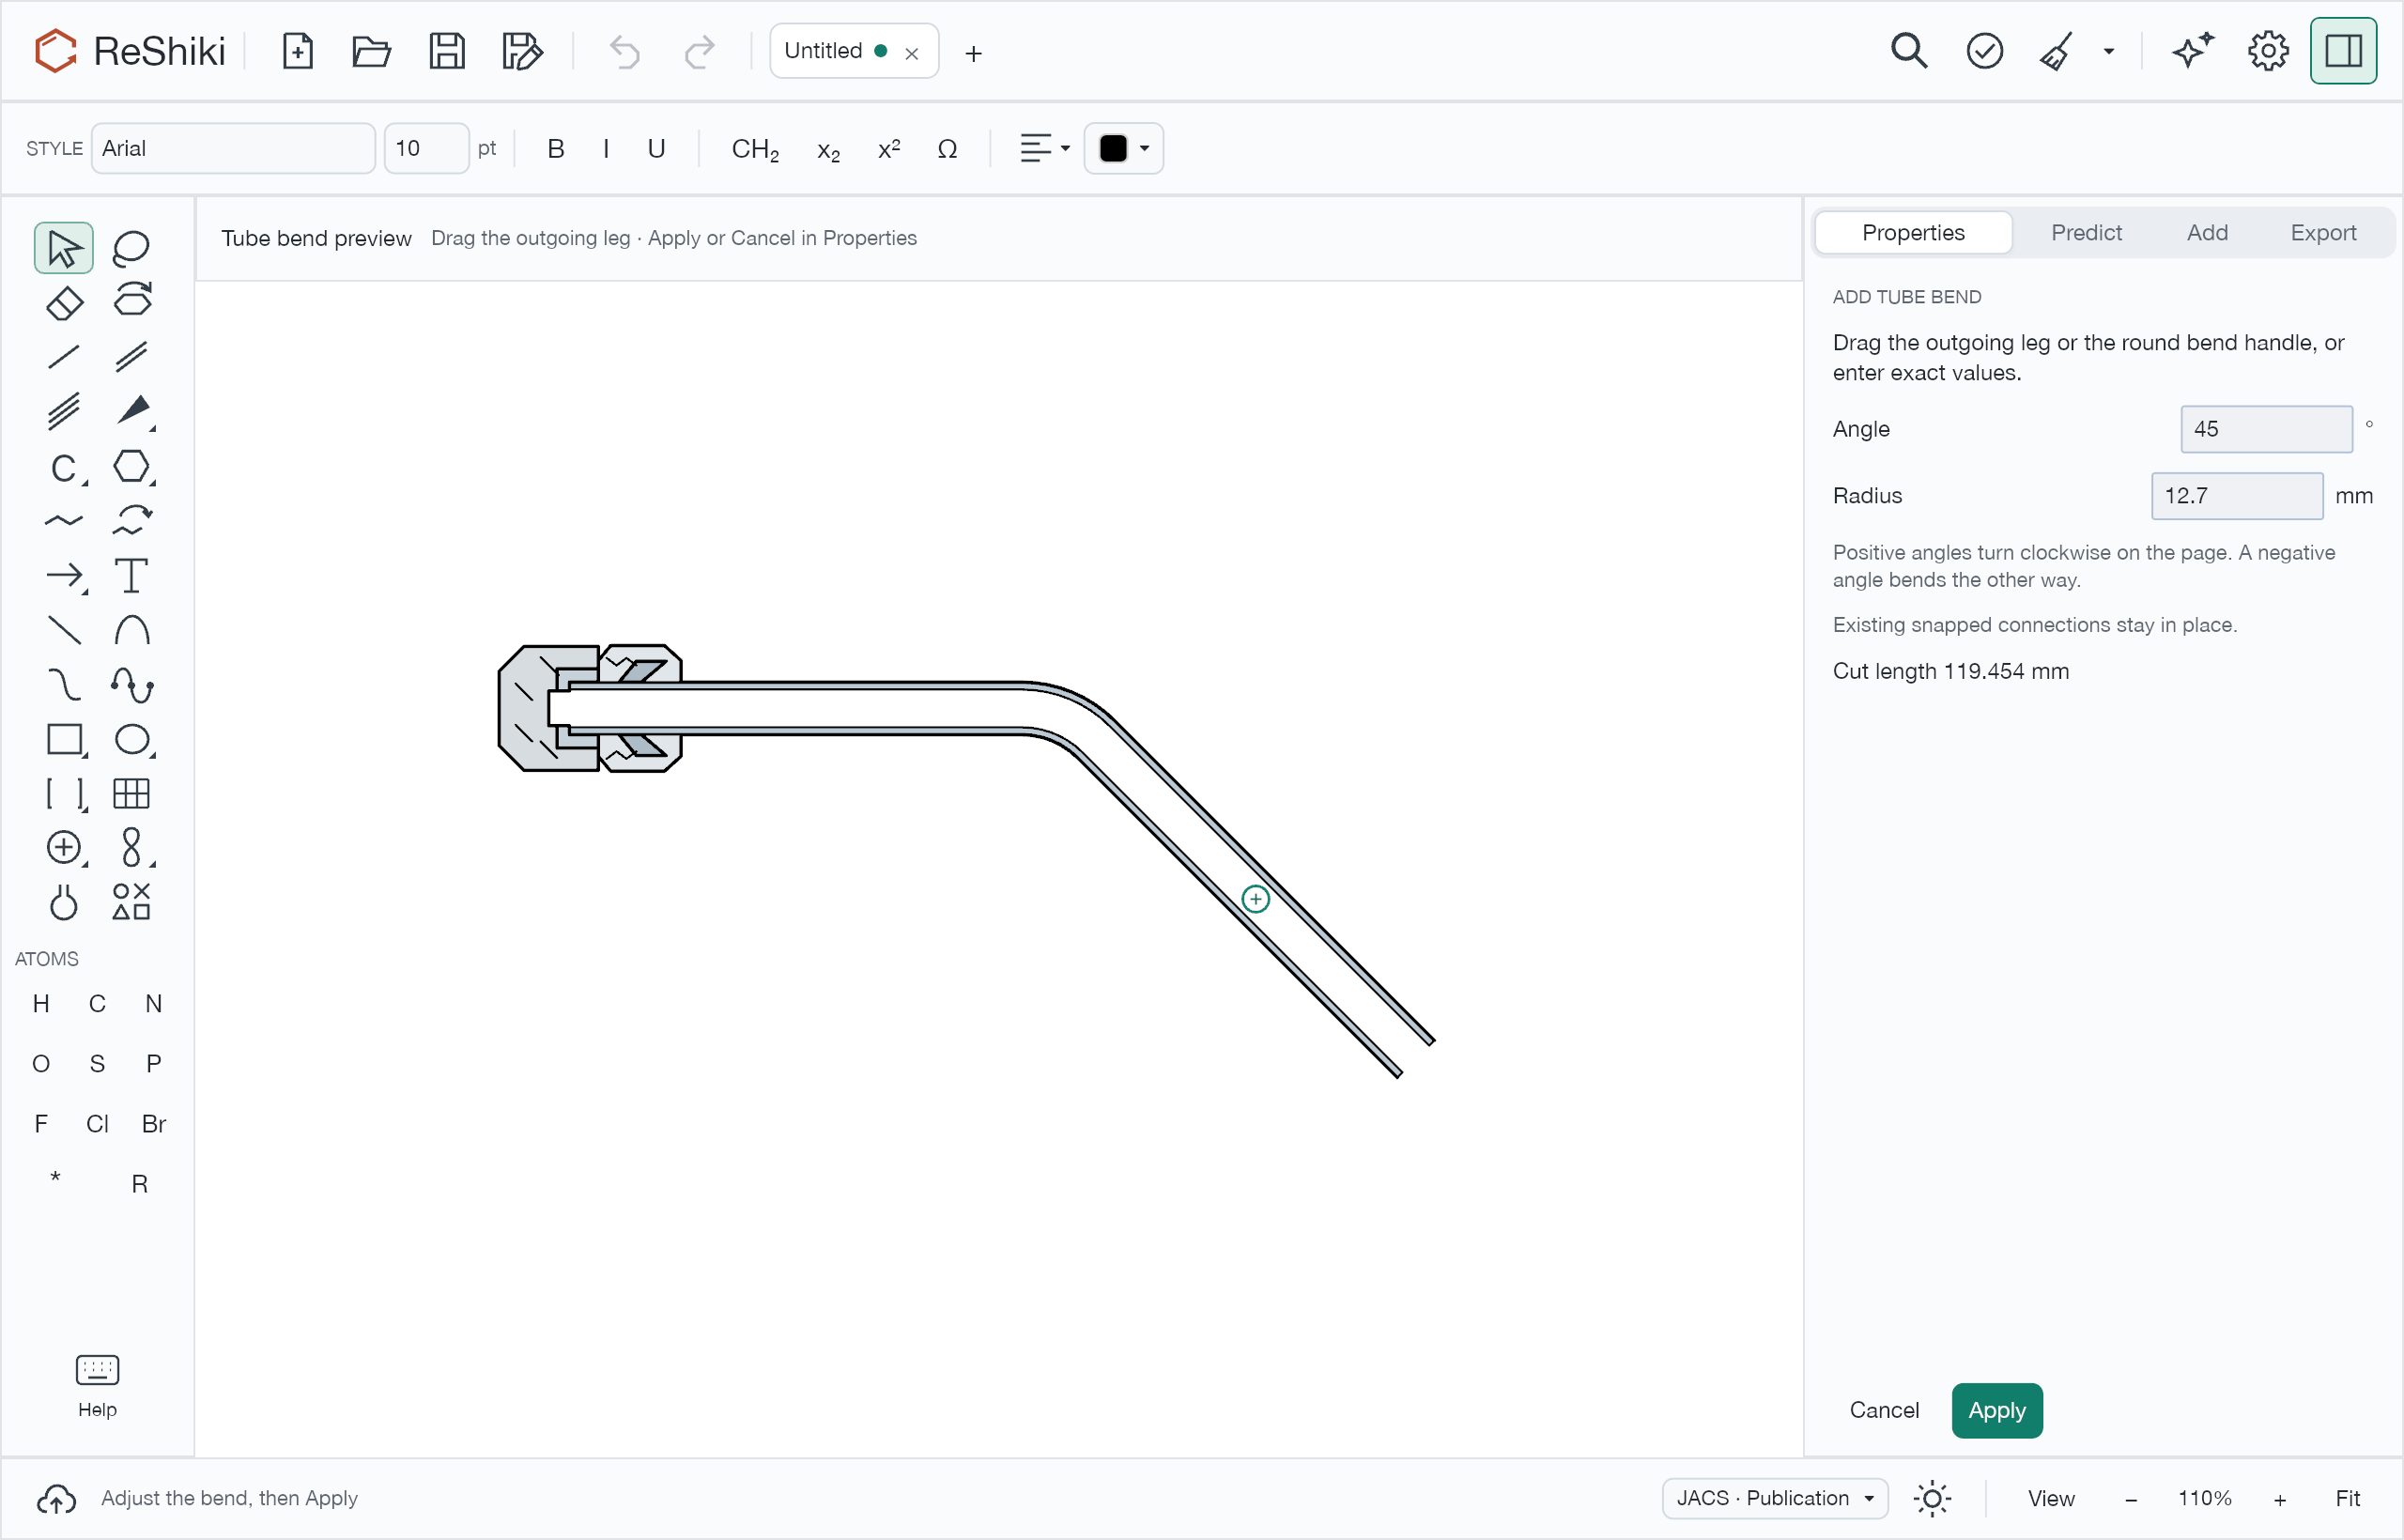 ReShiki
Untitled
STYLE Arial 10 pt B I U CH₂ x₂ x² Ω
Tube bend preview Drag the outgoing leg · Apply or Cancel in Properties
Properties Predict Add Export
ADD TUBE BEND
Drag the outgoing leg or the round bend handle, or
enter exact values.
Angle 45 °
Radius 12.7 mm
Positive angles turn clockwise on the page. A negative
angle bends the other way.
Existing snapped connections stay in place.
Cut length 119.454 mm
C
T
ATOMS
H C N
O S P
F Cl Br
* R
Help
Cancel Apply
Adjust the bend, then Apply
JACS · Publication View − 110% + Fit